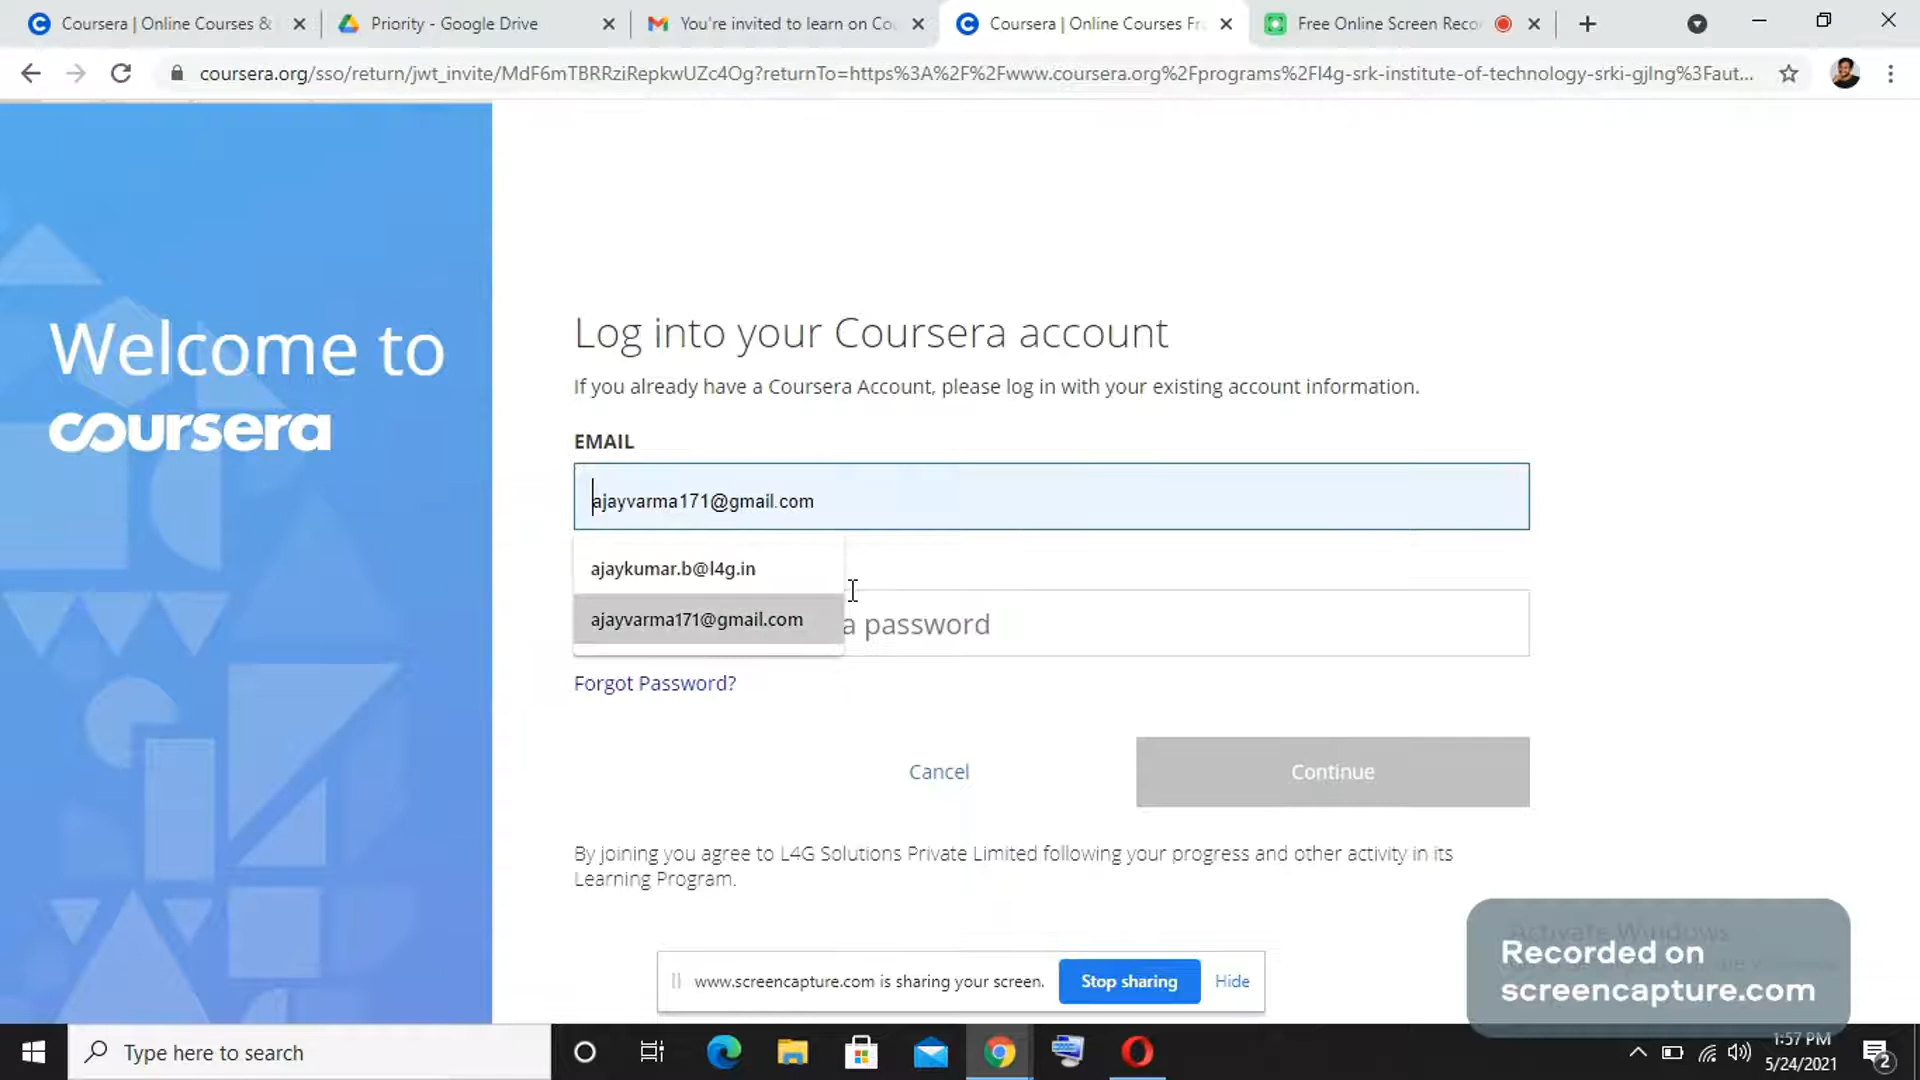 Coursera | Online Courses &
Priority - Google Drive
You're invited to learn on Cou
Coursera | Online Courses Fr
Free Online Screen Reco
coursera.org/sso/return/jwt_invite/MdF6mTBRRziRepkwUZc4Og?returnTo=https%3A%2F%2Fwww.coursera.org%2Fprograms%2Fl4g-srk-institute-of-technology-srki-gjlng%3Faut...
Welcome to
coursera
Log into your Coursera account
If you already have a Coursera Account, please log in with your existing account information.
EMAIL
ajayvarma171@gmail.com
ajaykumar.b@l4g.in
ajayvarma171@gmail.com
a password
Forgot Password?
Cancel
Continue
By joining you agree to L4G Solutions Private Limited following your progress and other activity in its
Learning Program.
www.screencapture.com is sharing your screen.
Stop sharing
Hide
Activate Windows
Recorded on
screencapture.com
Type here to search
1:57 PM
5/24/2021
2